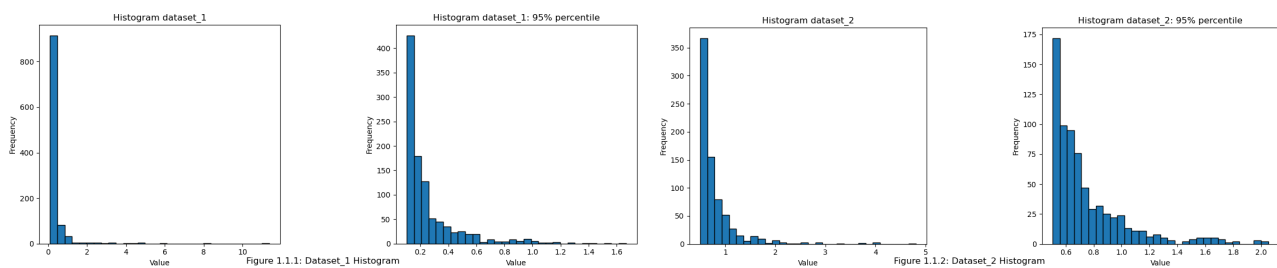 Histogram dataset_1
Frequency
800
600
400
200
0
0 2 4 6 8 10
Value
Histogram dataset_1: 95% percentile
Frequency
400
350
300
250
200
150
100
50
0
0.2 0.4 0.6 0.8 1.0 1.2 1.4 1.6
Value
Figure 1.1.1: Dataset_1 Histogram
Histogram dataset_2
Frequency
350
300
250
200
150
100
50
0
1 2 3 4 5
Value
Histogram dataset_2: 95% percentile
Frequency
175
150
125
100
75
50
25
0
0.6 0.8 1.0 1.2 1.4 1.6 1.8 2.0
Value
Figure 1.1.2: Dataset_2 Histogram